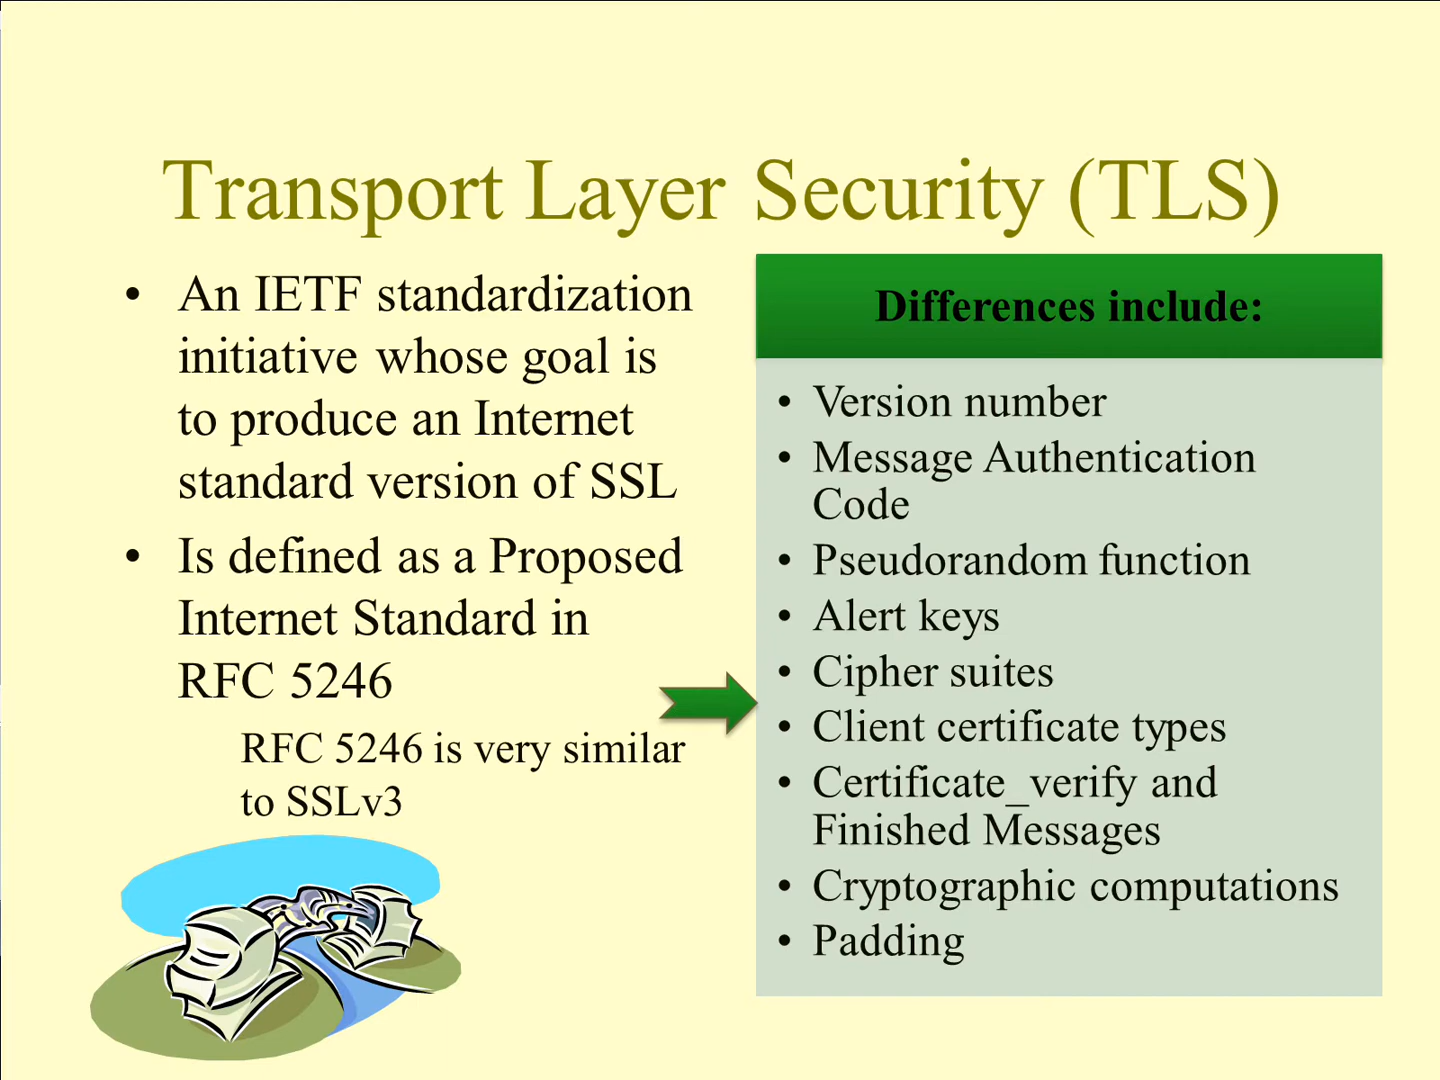 Transport Layer Security (TLS)
• An IETF standardization
initiative whose goal is
to produce an Internet
standard version of SSL
• Is defined as a Proposed
Internet Standard in
RFC 5246
RFC 5246 is very similar
to SSLv3
Differences include:
• Version number
• Message Authentication
Code
• Pseudorandom function
• Alert keys
• Cipher suites
• Client certificate types
• Certificate_verify and
Finished Messages
• Cryptographic computations
• Padding